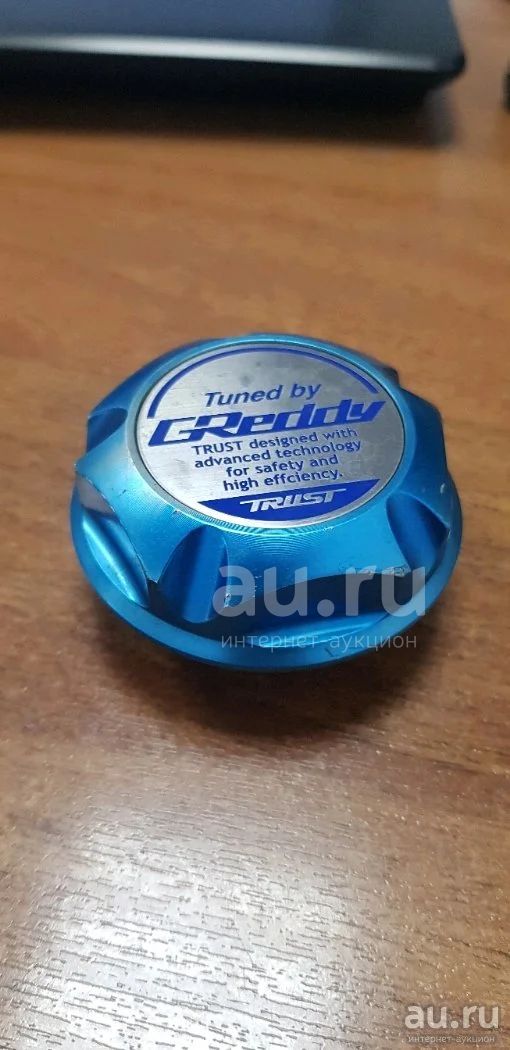 Tuned by
GReddy
TRUST designed with
advanced technology
for safety and
high effciency.
TRUST
au.ru
интернет-аукцион
au.ru
интернет-аукцион